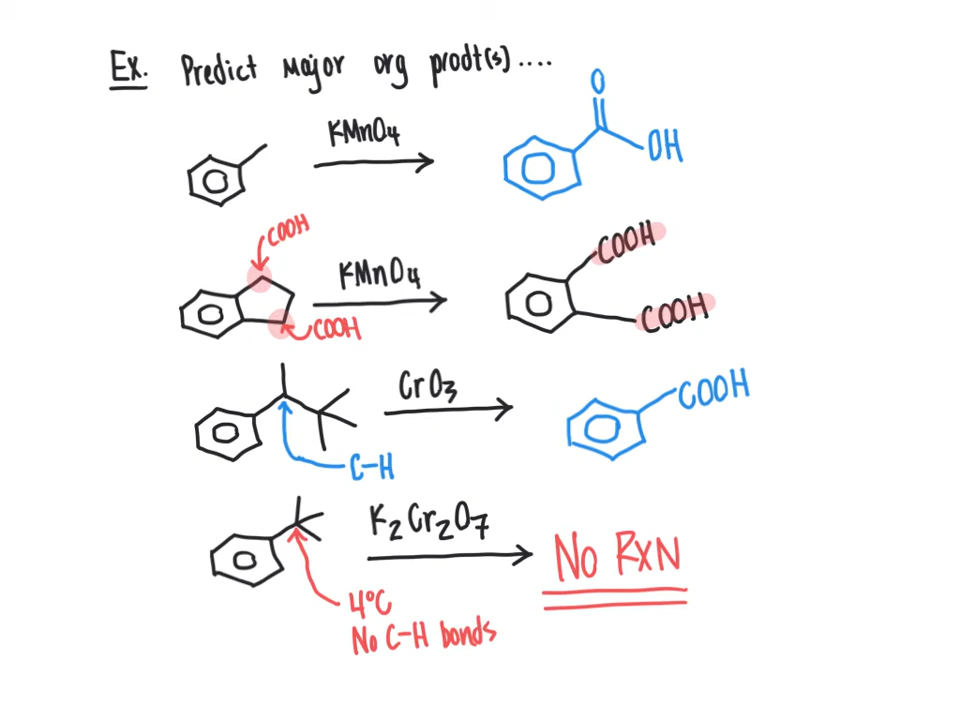 Ex. Predict Major org prodt(s)....
KMnO4
O
OH
COOH
KMnO4
COOH
COOH
COOH
CrO3
COOH
C-H
K2Cr2O7
No RXN
4°C
No C-H bonds